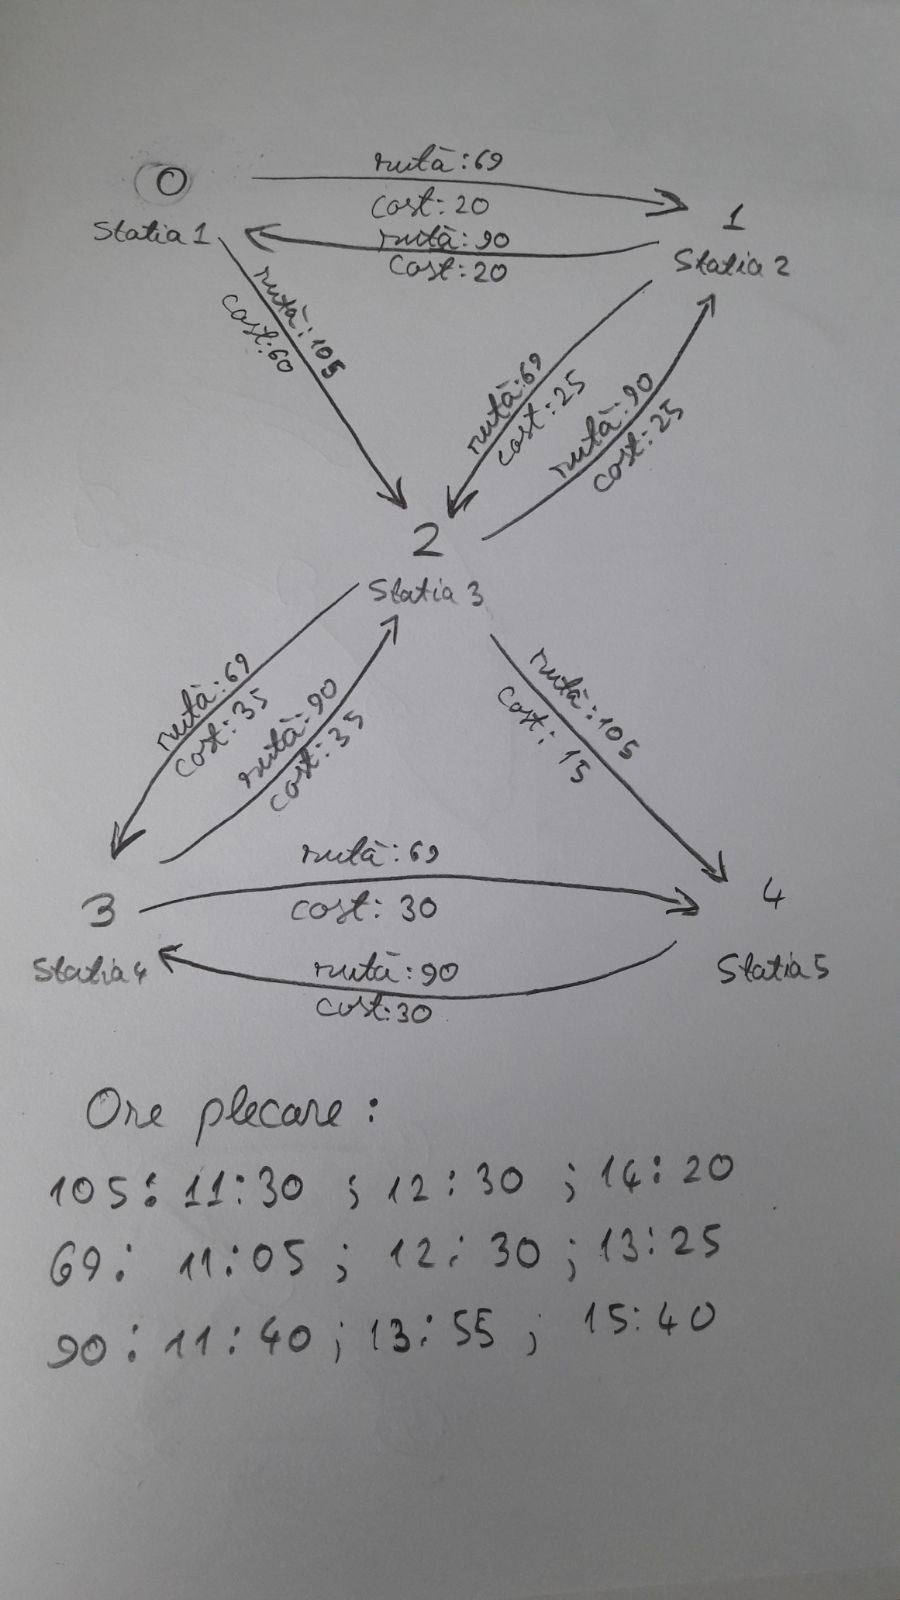 0
Statia 1
rută: 69
cost: 20
rută: 90
cost: 20
1
Statia 2
rută: 105
cost: 60
rută: 69
cost: 25
rută: 90
cost: 25
2
Statia 3
rută: 69
cost: 35
rută: 90
cost: 35
rută: 105
cost: 15
3
Statia 4
rută: 69
cost: 30
rută: 90
cost: 30
4
Statia 5
Ore plecare:
105: 11:30 ; 12:30 ; 14:20
69: 11:05 ; 12:30 ; 13:25
90: 11:40 ; 13:55 ; 15:40